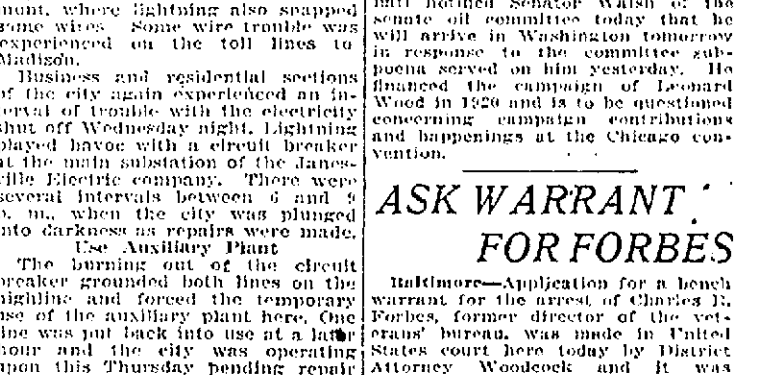 where lightning also snapped
some wires. Some wire trouble was
experienced on the toll lines to
Madison.
Business and residential sections
of the city again experienced an in-
terval of trouble with the electricity
shut off Wednesday night. Lightning
played havoc with a circuit breaker
at the main substation of the Janes-
ville Electric company. There were
several intervals between 6 and 9
p. m., when the city was plunged
into darkness as repairs were made.
Use Auxiliary Plant
The burning out of the circuit
breaker grounded both lines on the
highline and forced the temporary
use of the auxiliary plant here. One
line was put back into use at a later
hour and the city was operating
upon this Thursday pending repair
notified Senator Walsh of the
senate oil committee today that he
will arrive in Washington tomorrow
in response to the committee sub-
poena served on him yesterday. He
financed the campaign of Leonard
Wood in 1920 and is to be questioned
concerning campaign contributions
and happenings at the Chicago con-
vention.
ASK WARRANT
FOR FORBES
Baltimore—Application for a bench
warrant for the arrest of Charles R.
Forbes, former director of the vet-
erans' bureau, was made in United
States court here today by District
Attorney Woodcock and it was